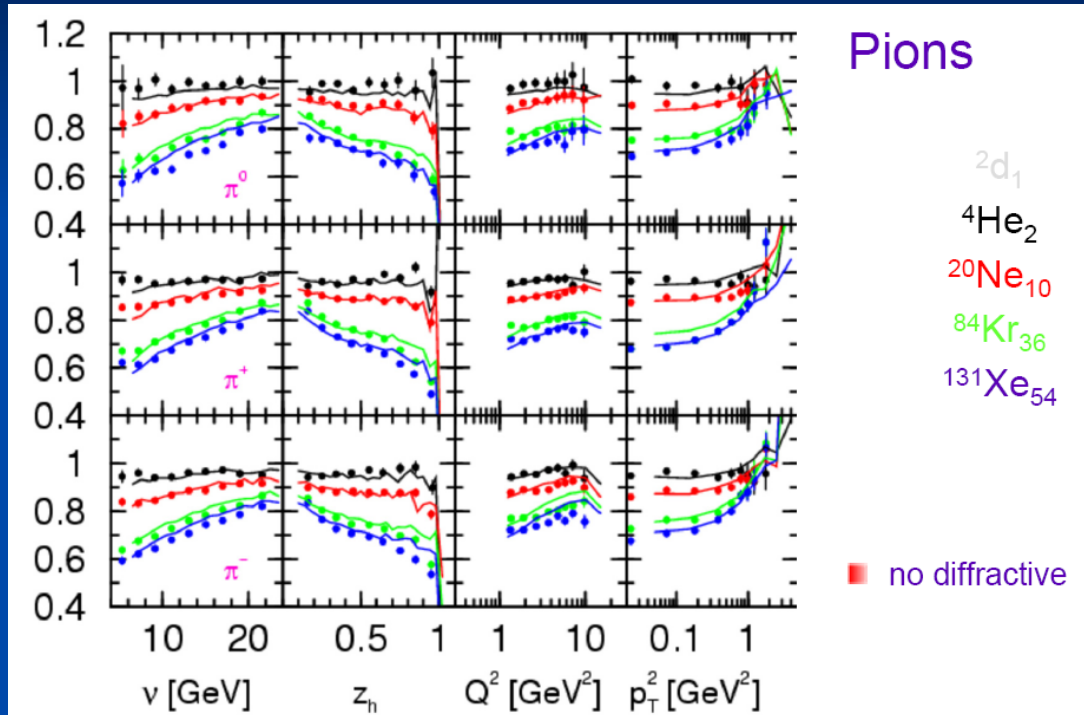 Pions
1.2
1
0.8
0.6
0.4
π⁰
1
0.8
0.6
0.4
π⁺
1
0.8
0.6
0.4
π⁻
10 20 0.5 1 1 10 0.1 1
ν [GeV] z_h Q² [GeV²] p_T² [GeV²]
²d₁
⁴He₂
²⁰Ne₁₀
⁸⁴Kr₃₆
¹³¹Xe₅₄
no diffractive